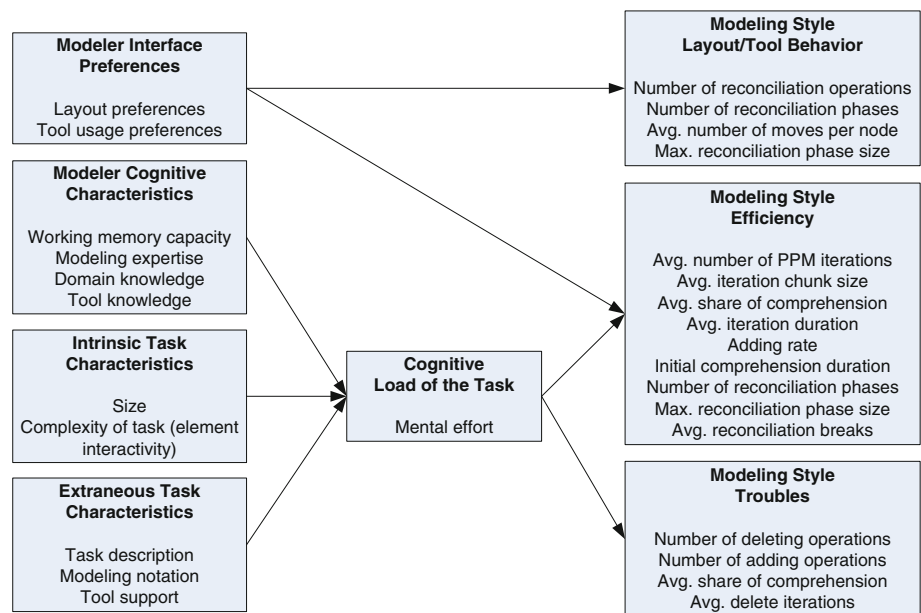 Modeler Interface
Preferences
Layout preferences
Tool usage preferences
Modeler Cognitive
Characteristics
Working memory capacity
Modeling expertise
Domain knowledge
Tool knowledge
Intrinsic Task
Characteristics
Size
Complexity of task (element
interactivity)
Extraneous Task
Characteristics
Task description
Modeling notation
Tool support
Cognitive
Load of the Task
Mental effort
Modeling Style
Layout/Tool Behavior
Number of reconciliation operations
Number of reconciliation phases
Avg. number of moves per node
Max. reconciliation phase size
Modeling Style
Efficiency
Avg. number of PPM iterations
Avg. iteration chunk size
Avg. share of comprehension
Avg. iteration duration
Adding rate
Initial comprehension duration
Number of reconciliation phases
Max. reconciliation phase size
Avg. reconciliation breaks
Modeling Style
Troubles
Number of deleting operations
Number of adding operations
Avg. share of comprehension
Avg. delete iterations